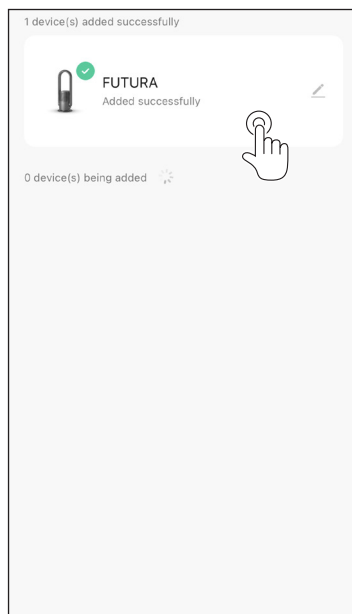 1 device(s) added successfully
FUTURA
Added successfully
0 device(s) being added